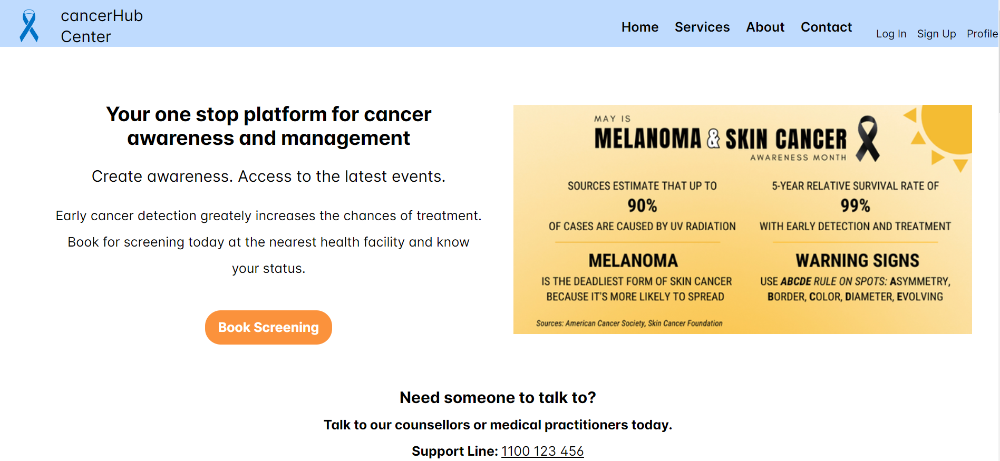 cancerHub
Center
Home Services About Contact
Log In Sign Up Profile
Your one stop platform for cancer
awareness and management
Create awareness. Access to the latest events.
Early cancer detection greately increases the chances of treatment.
Book for screening today at the nearest health facility and know
your status.
Book Screening
MAY IS
MELANOMA & SKIN CANCER
AWARENESS MONTH
SOURCES ESTIMATE THAT UP TO
90%
OF CASES ARE CAUSED BY UV RADIATION
5-YEAR RELATIVE SURVIVAL RATE OF
99%
WITH EARLY DETECTION AND TREATMENT
MELANOMA
IS THE DEADLIEST FORM OF SKIN CANCER
BECAUSE IT'S MORE LIKELY TO SPREAD
WARNING SIGNS
USE ABCDE RULE ON SPOTS: ASYMMETRY,
BORDER, COLOR, DIAMETER, EVOLVING
Sources: American Cancer Society, Skin Cancer Foundation
Need someone to talk to?
Talk to our counsellors or medical practitioners today.
Support Line: 1100 123 456